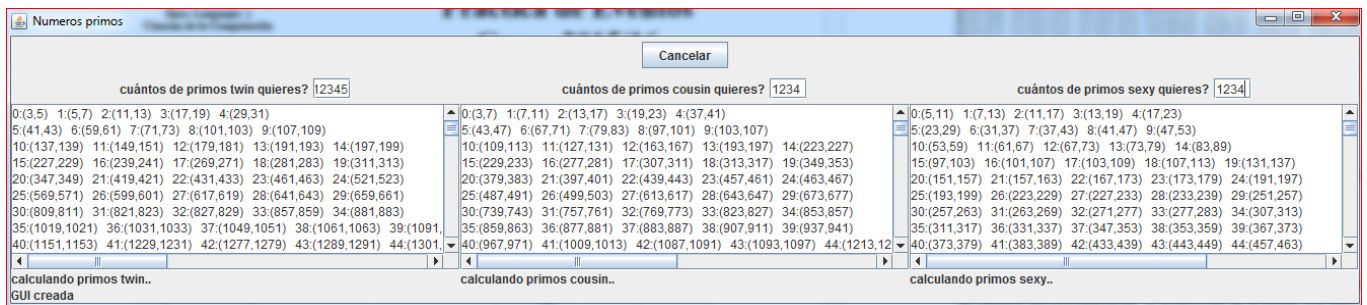 Numeros primos
Cancelar
cuántos de primos twin quieres? 12345
0:(3,5) 1:(5,7) 2:(11,13) 3:(17,19) 4:(29,31)
5:(41,43) 6:(59,61) 7:(71,73) 8:(101,103) 9:(107,109)
10:(137,139) 11:(149,151) 12:(179,181) 13:(191,193) 14:(197,199)
15:(227,229) 16:(239,241) 17:(269,271) 18:(281,283) 19:(311,313)
20:(347,349) 21:(419,421) 22:(431,433) 23:(461,463) 24:(521,523)
25:(569,571) 26:(599,601) 27:(617,619) 28:(641,643) 29:(659,661)
30:(809,811) 31:(821,823) 32:(827,829) 33:(857,859) 34:(881,883)
35:(1019,1021) 36:(1031,1033) 37:(1049,1051) 38:(1061,1063) 39:(1091,
40:(1151,1153) 41:(1229,1231) 42:(1277,1279) 43:(1289,1291) 44:(1301,
calculando primos twin..
cuántos de primos cousin quieres? 1234
0:(3,7) 1:(7,11) 2:(13,17) 3:(19,23) 4:(37,41)
5:(43,47) 6:(67,71) 7:(79,83) 8:(97,101) 9:(103,107)
10:(109,113) 11:(127,131) 12:(163,167) 13:(193,197) 14:(223,227)
15:(229,233) 16:(277,281) 17:(307,311) 18:(313,317) 19:(349,353)
20:(379,383) 21:(397,401) 22:(439,443) 23:(457,461) 24:(463,467)
25:(487,491) 26:(499,503) 27:(613,617) 28:(643,647) 29:(673,677)
30:(739,743) 31:(757,761) 32:(769,773) 33:(823,827) 34:(853,857)
35:(859,863) 36:(877,881) 37:(883,887) 38:(907,911) 39:(937,941)
40:(967,971) 41:(1009,1013) 42:(1087,1091) 43:(1093,1097) 44:(1213,12
calculando primos cousin..
cuántos de primos sexy quieres? 1234
0:(5,11) 1:(7,13) 2:(11,17) 3:(13,19) 4:(17,23)
5:(23,29) 6:(31,37) 7:(37,43) 8:(41,47) 9:(47,53)
10:(53,59) 11:(61,67) 12:(67,73) 13:(73,79) 14:(83,89)
15:(97,103) 16:(101,107) 17:(103,109) 18:(107,113) 19:(131,137)
20:(151,157) 21:(157,163) 22:(167,173) 23:(173,179) 24:(191,197)
25:(193,199) 26:(223,229) 27:(227,233) 28:(233,239) 29:(251,257)
30:(257,263) 31:(263,269) 32:(271,277) 33:(277,283) 34:(307,313)
35:(311,317) 36:(331,337) 37:(347,353) 38:(353,359) 39:(367,373)
40:(373,379) 41:(383,389) 42:(433,439) 43:(443,449) 44:(457,463)
calculando primos sexy..
GUI creada